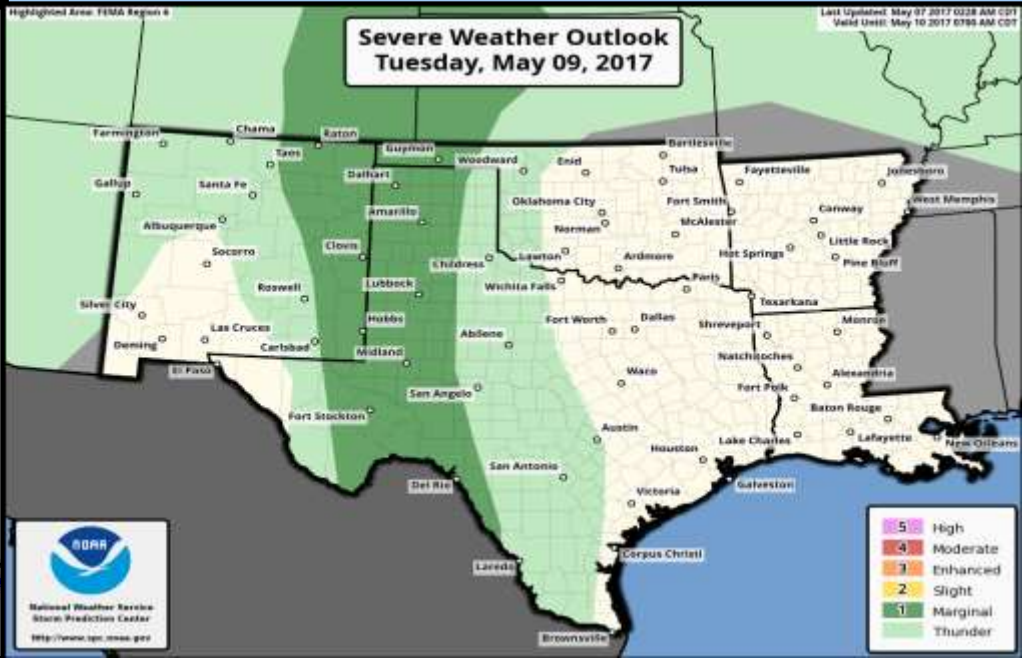 Highlighted Area: FEMA Region 6
Last Updated: May 07 2017 0228 AM CDT
Valid Until: May 10 2017 0700 AM CDT
Severe Weather Outlook
Tuesday, May 09, 2017
Farmington
Chama
Raton
Taos
Guymon
Woodward
Enid
Bartlesville
Tulsa
Fayetteville
Jonesboro
Gallup
Santa Fe
Dalhart
Oklahoma City
Fort Smith
Conway
West Memphis
Albuquerque
Amarillo
Norman
McAlester
Little Rock
Socorro
Clovis
Childress
Lawton
Ardmore
Hot Springs
Pine Bluff
Roswell
Lubbock
Wichita Falls
Paris
Texarkana
Silver City
Las Cruces
Hobbs
Abilene
Fort Worth
Dallas
Shreveport
Monroe
Deming
Carlsbad
Midland
Natchitoches
El Paso
San Angelo
Waco
Fort Polk
Alexandria
Fort Stockton
Austin
Baton Rouge
Houston
Lake Charles
Lafayette
New Orleans
San Antonio
Del Rio
Victoria
Galveston
Laredo
Corpus Christi
Brownsville
NOAA
National Weather Service
Storm Prediction Center
http://www.spc.noaa.gov
5 High
4 Moderate
3 Enhanced
2 Slight
1 Marginal
Thunder